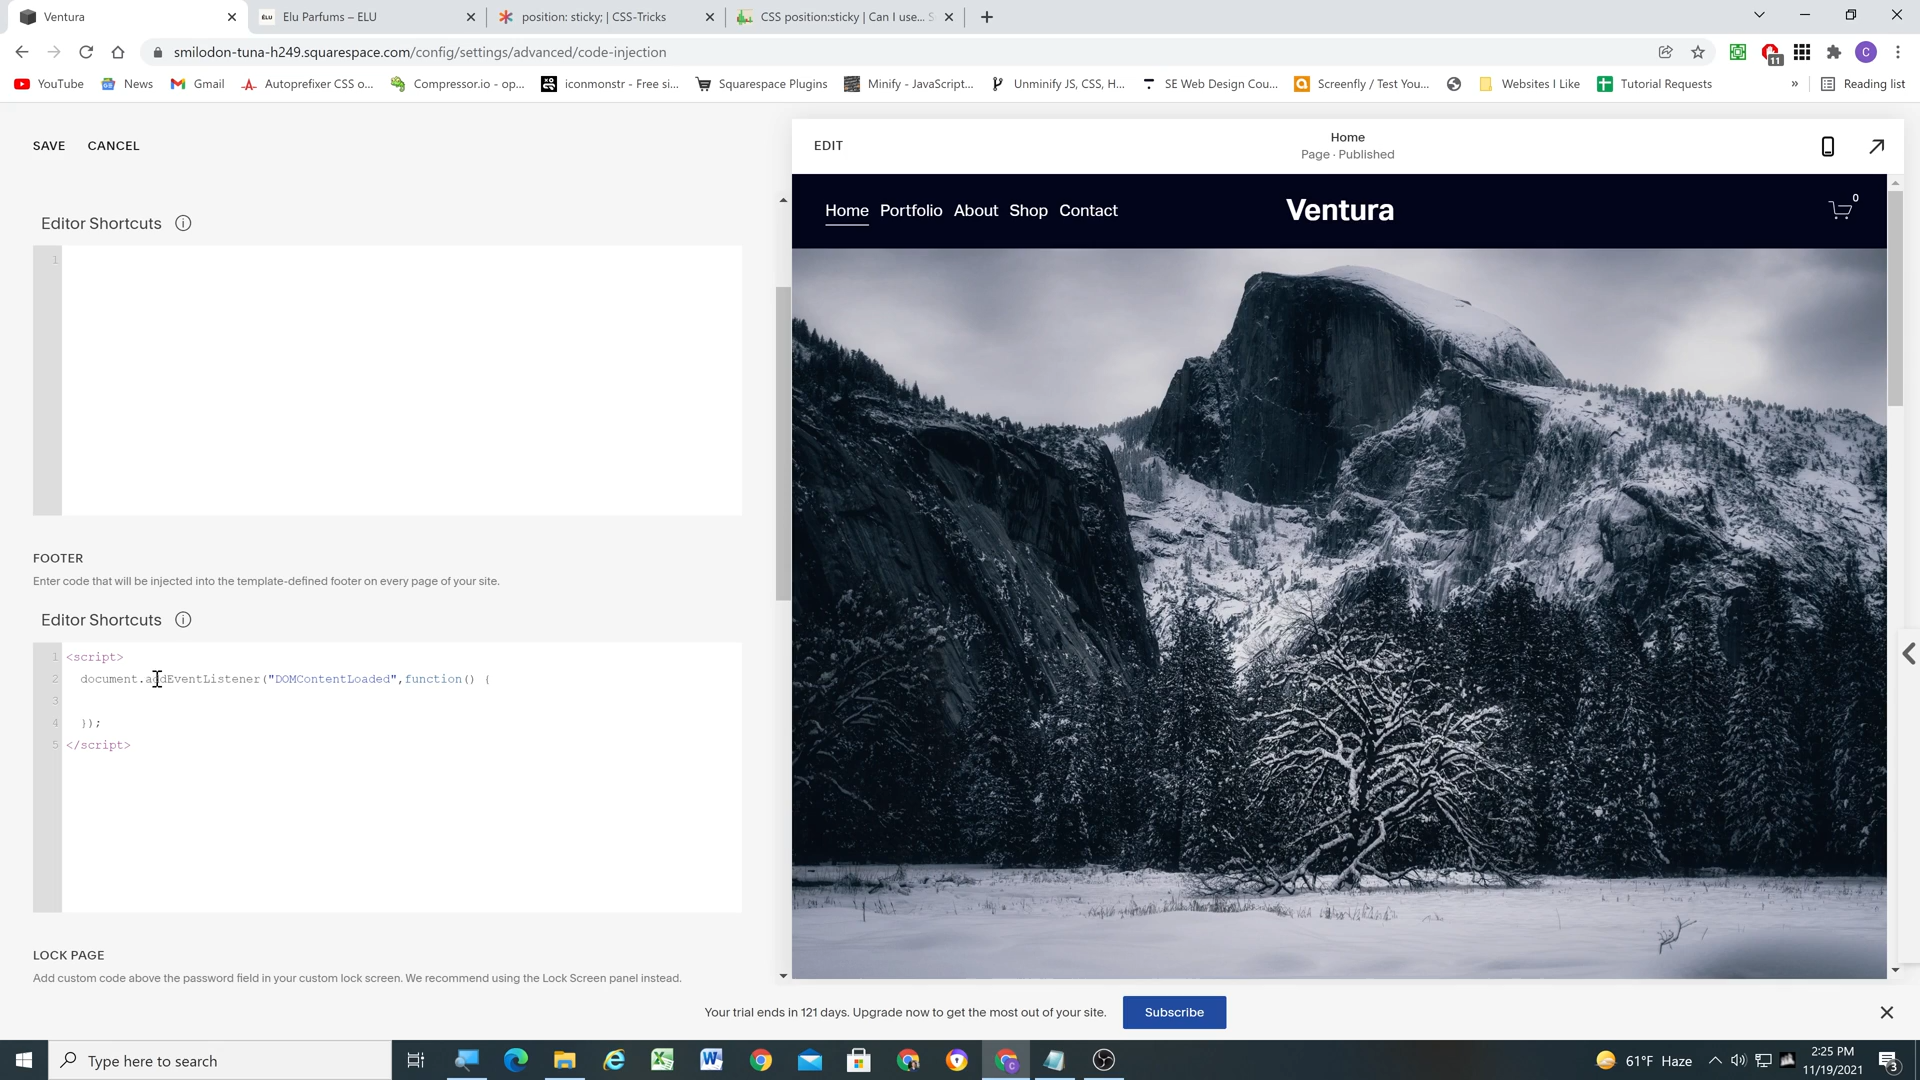 Ventura
ELU Elu Parfums – ELU
position: sticky; | CSS-Tricks
CSS position:sticky | Can I use...
smilodon-tuna-h249.squarespace.com/config/settings/advanced/code-injection
C
11
YouTube
News
Gmail
Autoprefixer CSS o...
Compressor.io - op...
iconmonstr - Free si...
Squarespace Plugins
Minify - JavaScript...
Unminify JS, CSS, H...
SE Web Design Cou...
Screenfly / Test You...
Websites I Like
Tutorial Requests
»
Reading list
SAVE
CANCEL
EDIT
Home
Page · Published
Home
Portfolio
About
Shop
Contact
Ventura
0
Editor Shortcuts
1
FOOTER
Enter code that will be injected into the template-defined footer on every page of your site.
Editor Shortcuts
1 <script>
2 document.addEventListener("DOMContentLoaded",function() {
3
4 });
5 </script>
LOCK PAGE
Add custom code above the password field in your custom lock screen. We recommend using the Lock Screen panel instead.
Your trial ends in 121 days. Upgrade now to get the most out of your site.
Subscribe
Type here to search
61°F Haze
2:25 PM
11/19/2021
3